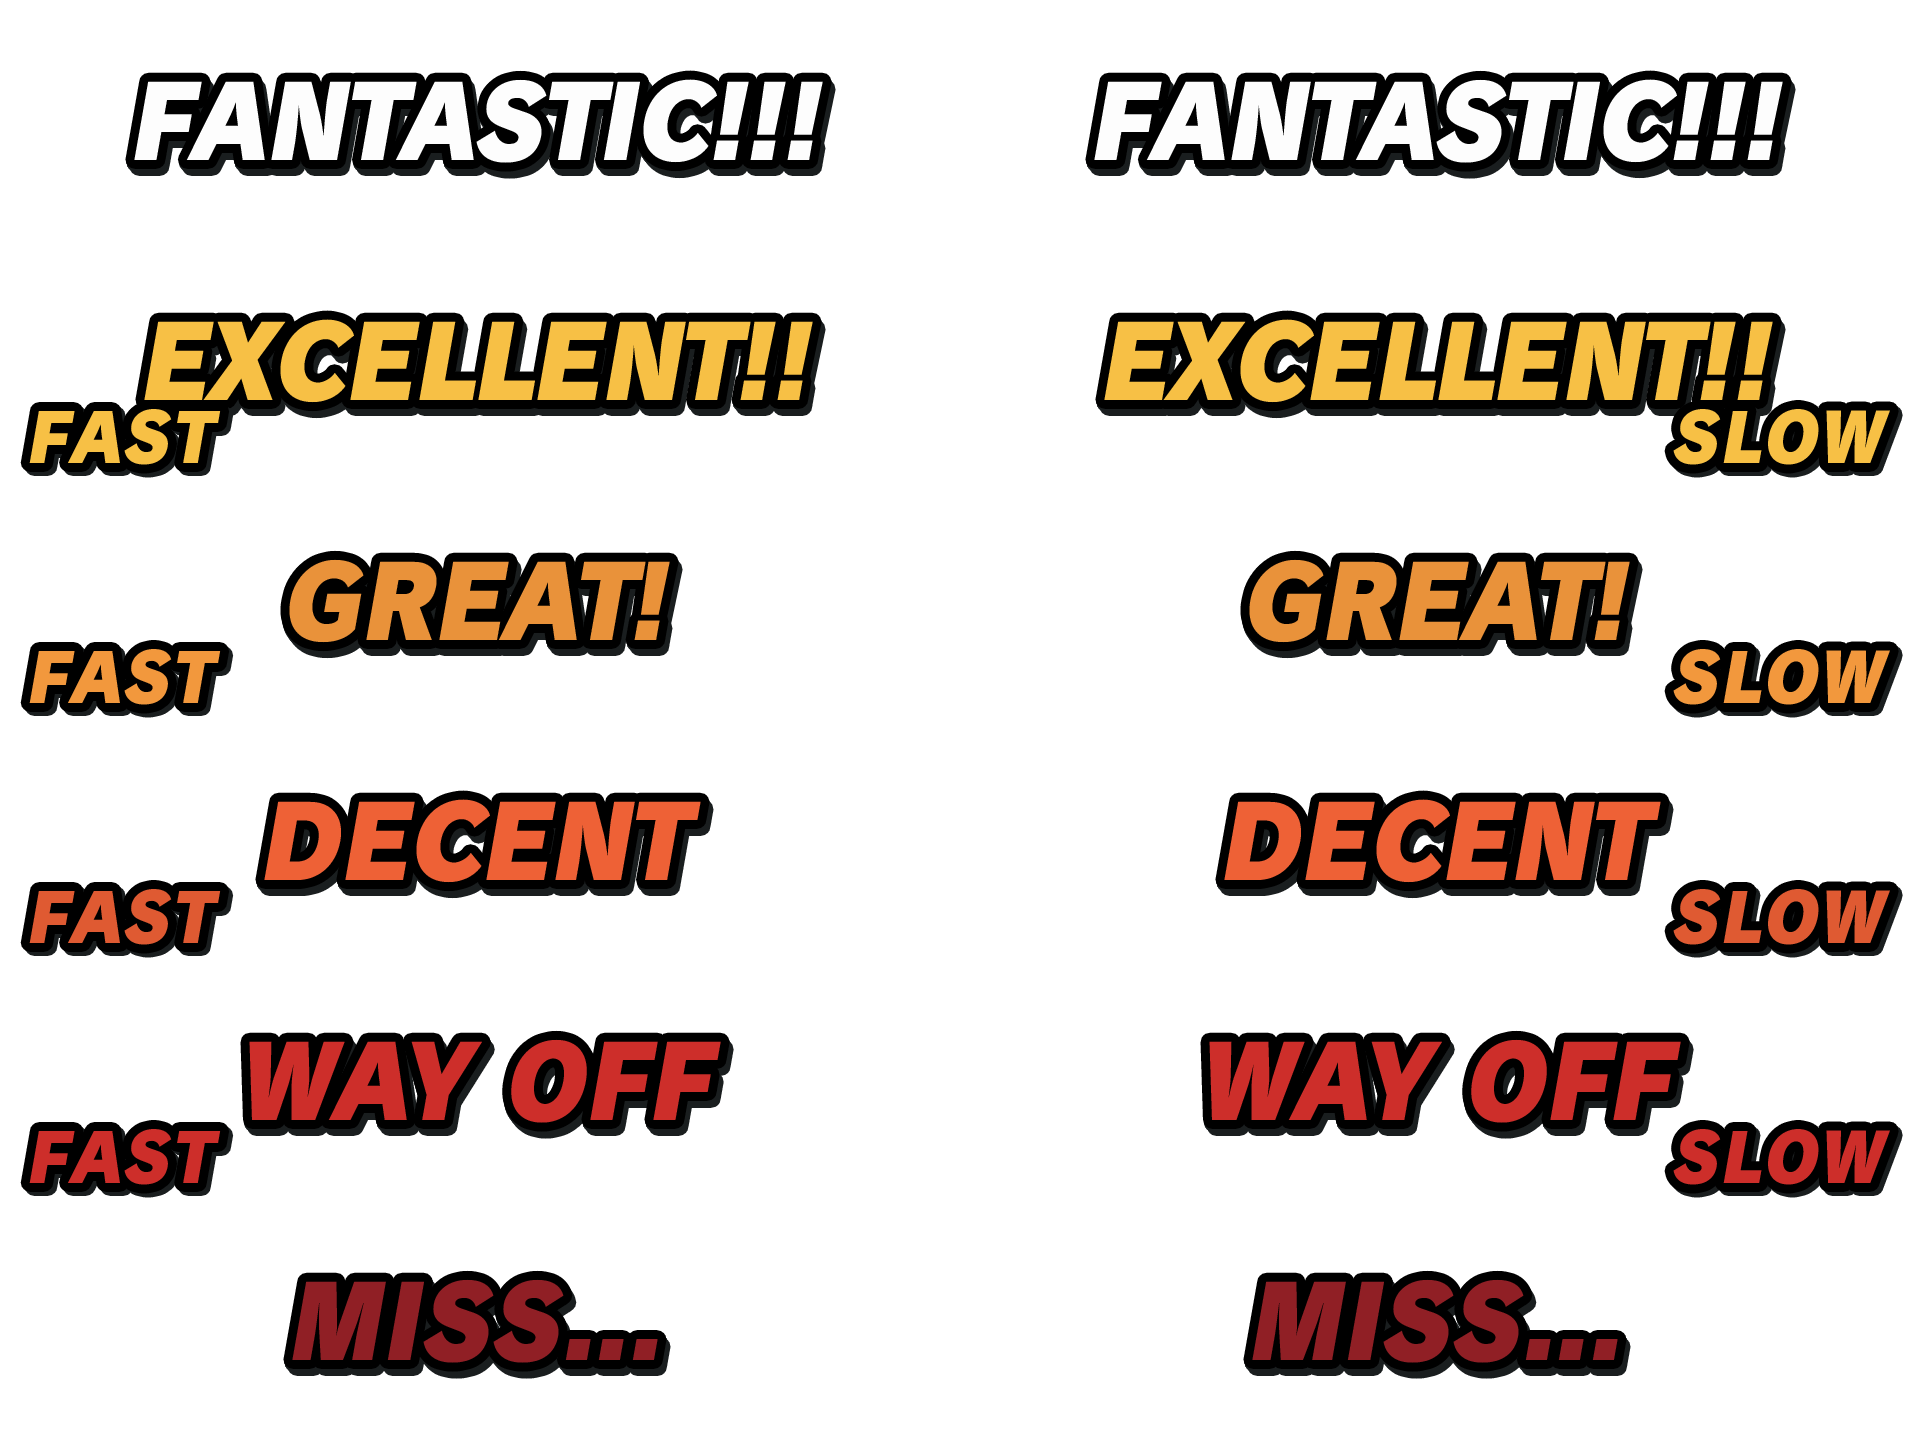 FANTASTIC!!! FANTASTIC!!!
EXCELLENT!! EXCELLENT!!
FAST SLOW
GREAT! GREAT!
FAST SLOW
DECENT DECENT
FAST SLOW
WAY OFF WAY OFF
FAST SLOW
MISS... MISS...